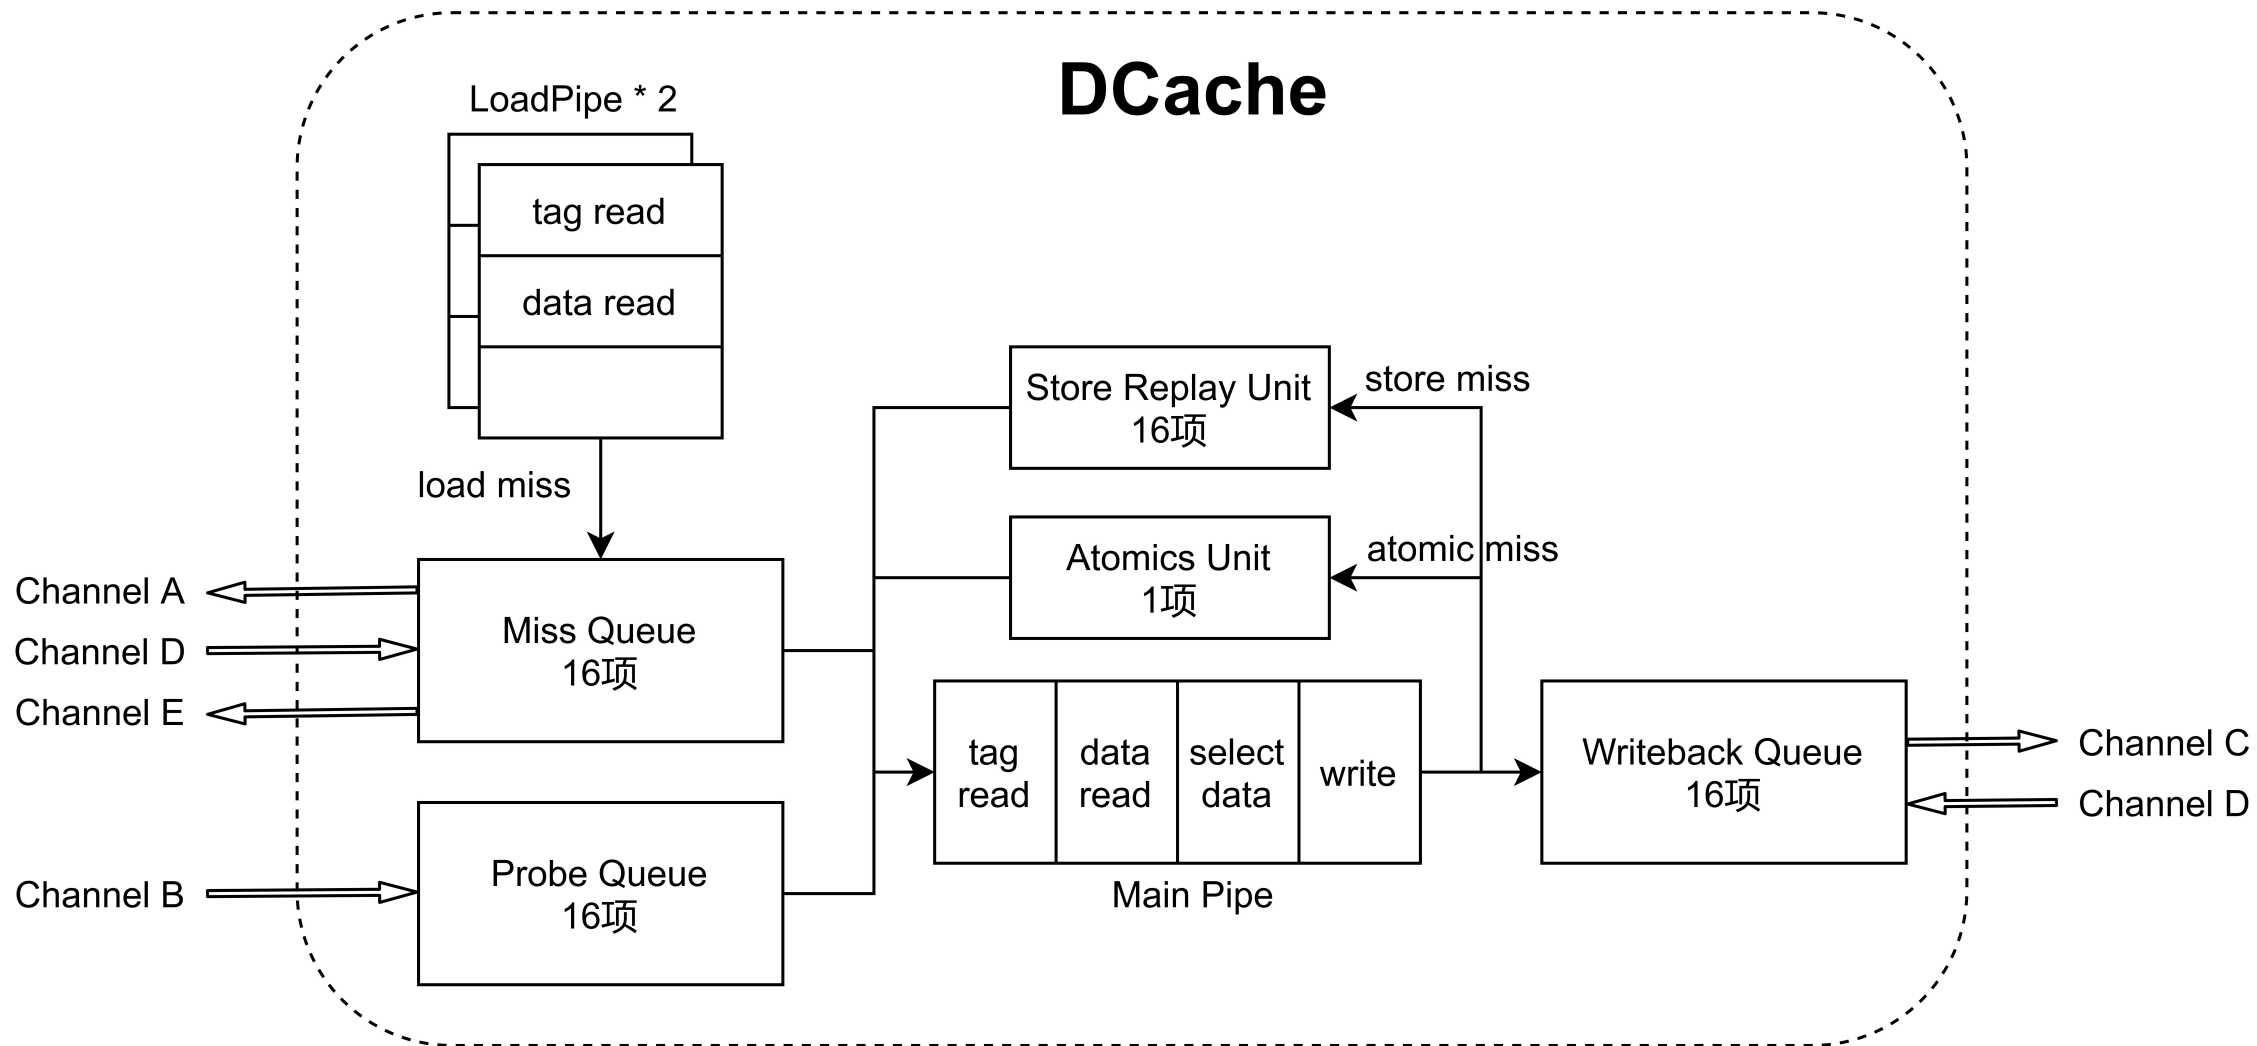 DCache
LoadPipe * 2
tag read
data read
load miss
Store Replay Unit
16项
store miss
Atomics Unit
1项
atomic miss
Channel A
Channel D
Channel E
Miss Queue
16项
tag
read
data
read
select
data
write
Main Pipe
Writeback Queue
16项
Channel C
Channel D
Channel B
Probe Queue
16项